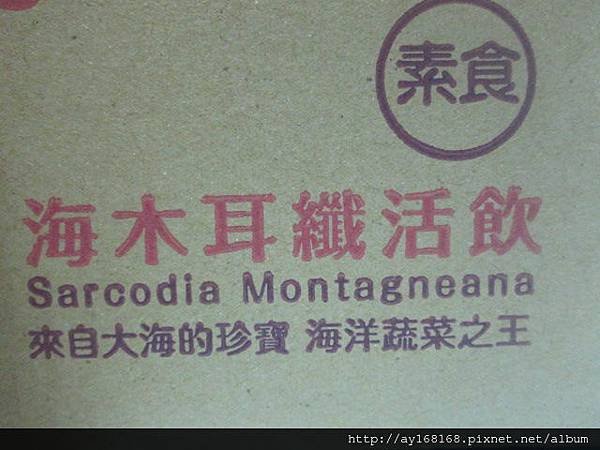 素食
海木耳纖活飲
Sarcodia Montagneana
來自大海的珍寶 海洋蔬菜之王
http://ay168168.pixnet.net/album